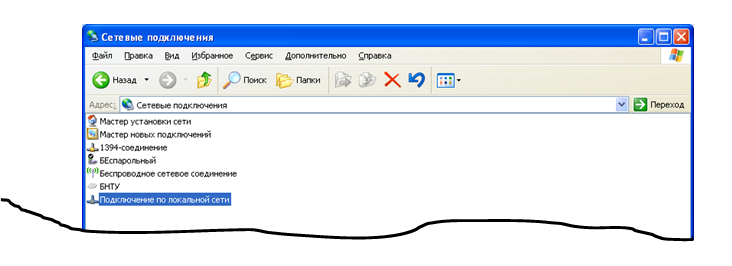 Сетевые подключения
Файл Правка Вид Избранное Сервис Дополнительно Справка
Назад Поиск Папки
Адрес: Сетевые подключения Переход
Мастер установки сети
Мастер новых подключений
1394-соединение
БЕспарольный
Беспроводное сетевое соединение
БНТУ
Подключение по локальной сети